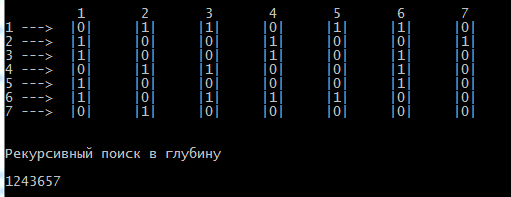 1 2 3 4 5 6 7
1 ---> |0| |1| |1| |0| |1| |1| |0|
2 ---> |1| |0| |0| |1| |0| |0| |1|
3 ---> |1| |0| |0| |1| |0| |1| |0|
4 ---> |0| |1| |1| |0| |0| |1| |0|
5 ---> |1| |0| |0| |0| |0| |1| |0|
6 ---> |1| |0| |1| |1| |1| |0| |0|
7 ---> |0| |1| |0| |0| |0| |0| |0|
Рекурсивный поиск в глубину
1243657